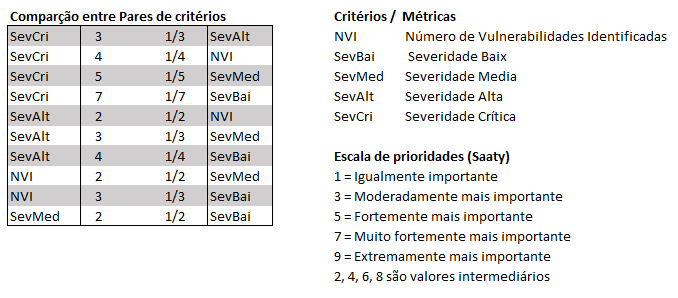 Comparção entre Pares de critérios
SevCri 3 1/3 SevAlt
SevCri 4 1/4 NVI
SevCri 5 1/5 SevMed
SevCri 7 1/7 SevBai
SevAlt 2 1/2 NVI
SevAlt 3 1/3 SevMed
SevAlt 4 1/4 SevBai
NVI 2 1/2 SevMed
NVI 3 1/3 SevBai
SevMed 2 1/2 SevBai
Critérios / Métricas
NVI Número de Vulnerabilidades Identificadas
SevBai Severidade Baix
SevMed Severidade Media
SevAlt Severidade Alta
SevCri Severidade Crítica
Escala de prioridades (Saaty)
1 = Igualmente importante
3 = Moderadamente mais importante
5 = Fortemente mais importante
7 = Muito fortemente mais importante
9 = Extremamente mais importante
2, 4, 6, 8 são valores intermediários